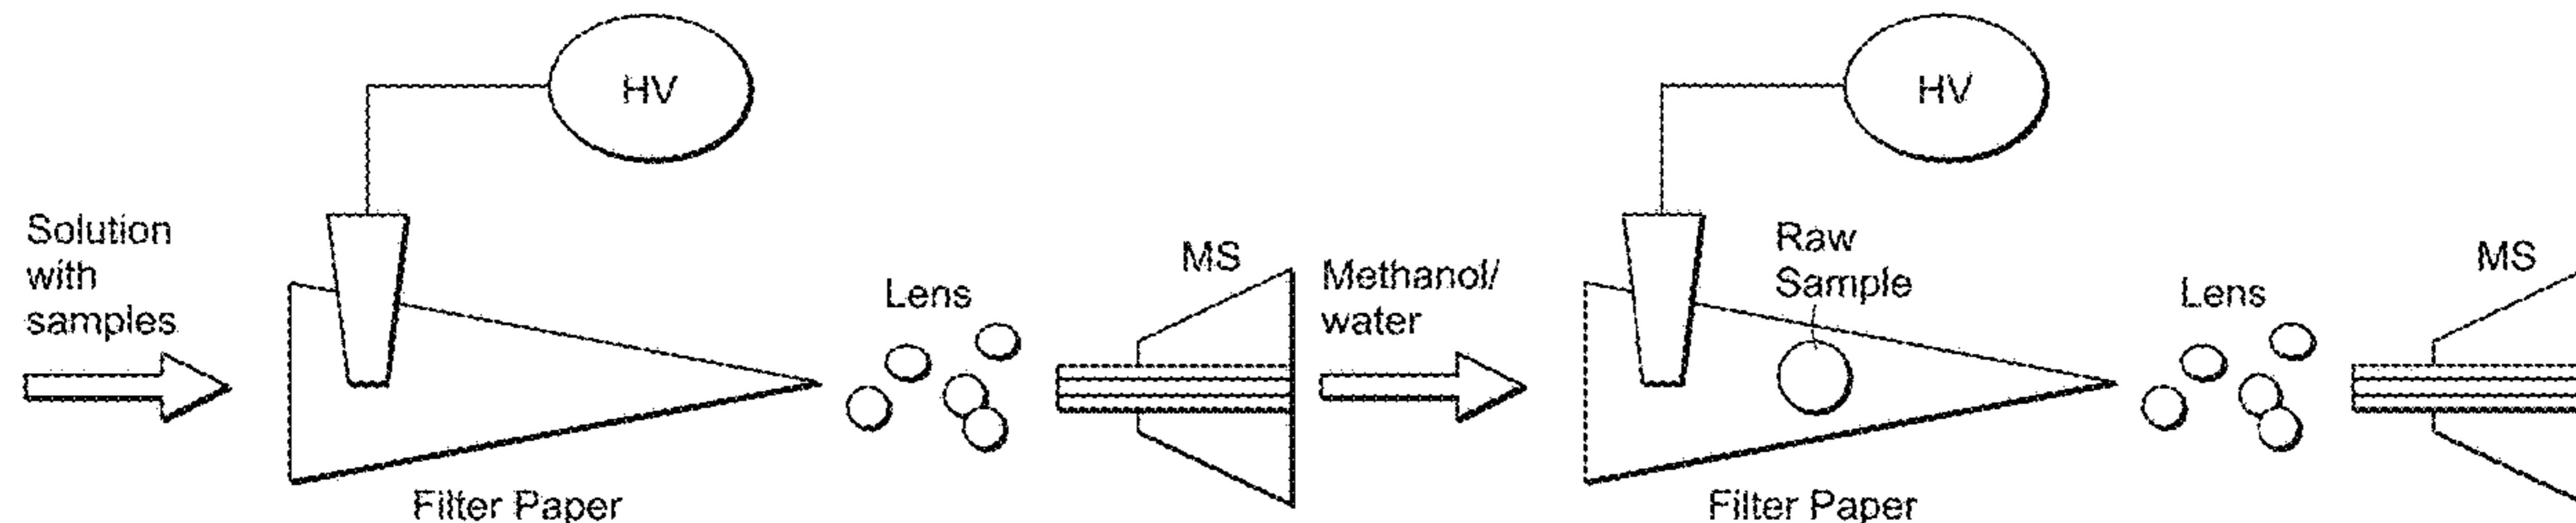 HV
Solution
with
samples
Lens
MS
Filter Paper
HV
Methanol/
water
Raw
Sample
Lens
MS
Filter Paper